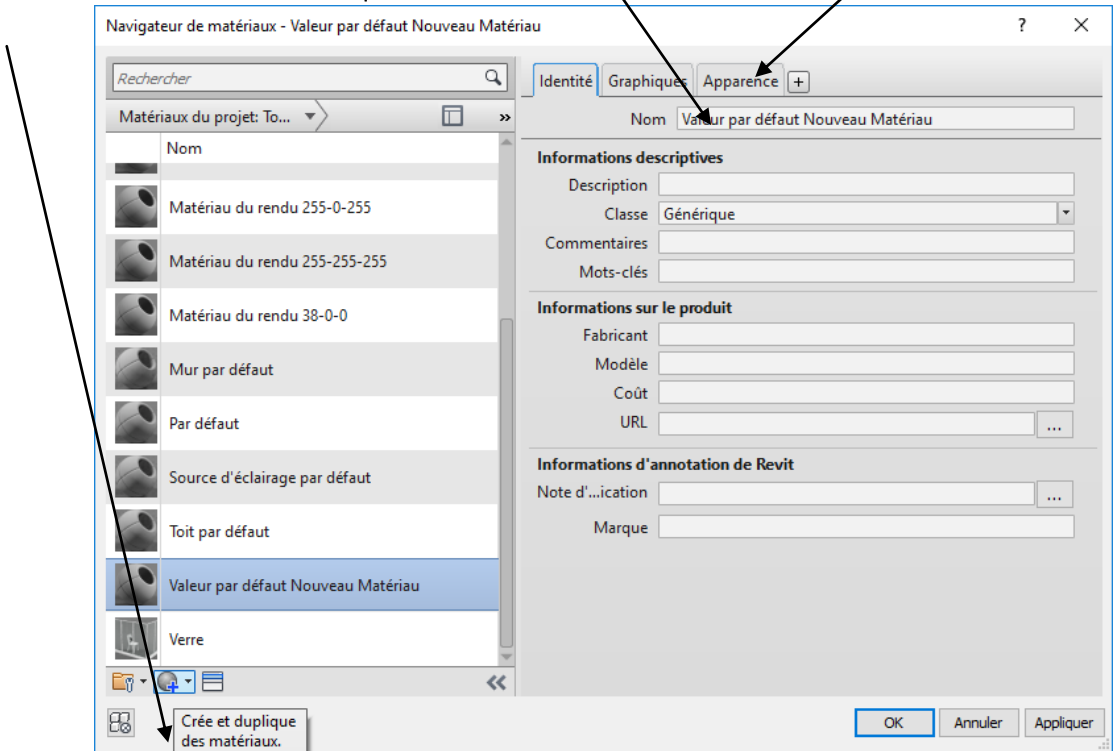 Navigateur de matériaux - Valeur par défaut Nouveau Matériau
?
Rechercher
Matériaux du projet: To...
»
Nom
Matériau du rendu 255-0-255
Matériau du rendu 255-255-255
Matériau du rendu 38-0-0
Mur par défaut
Par défaut
Source d'éclairage par défaut
Toit par défaut
Valeur par défaut Nouveau Matériau
Verre
Crée et duplique
des matériaux.
Identité Graphiques Apparence +
Nom Valeur par défaut Nouveau Matériau
Informations descriptives
Description
Classe Générique
Commentaires
Mots-clés
Informations sur le produit
Fabricant
Modèle
Coût
URL ...
Informations d'annotation de Revit
Note d'...ication ...
Marque
OK Annuler Appliquer